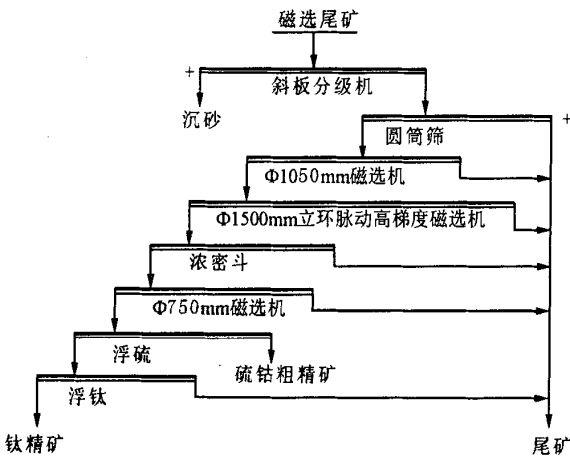 磁选尾矿
+
斜板分级机
沉砂
+
圆筒筛
Φ1050mm磁选机
Φ1500mm立环脉动高梯度磁选机
浓密斗
Φ750mm磁选机
浮硫
硫钴粗精矿
浮钛
钛精矿
尾矿